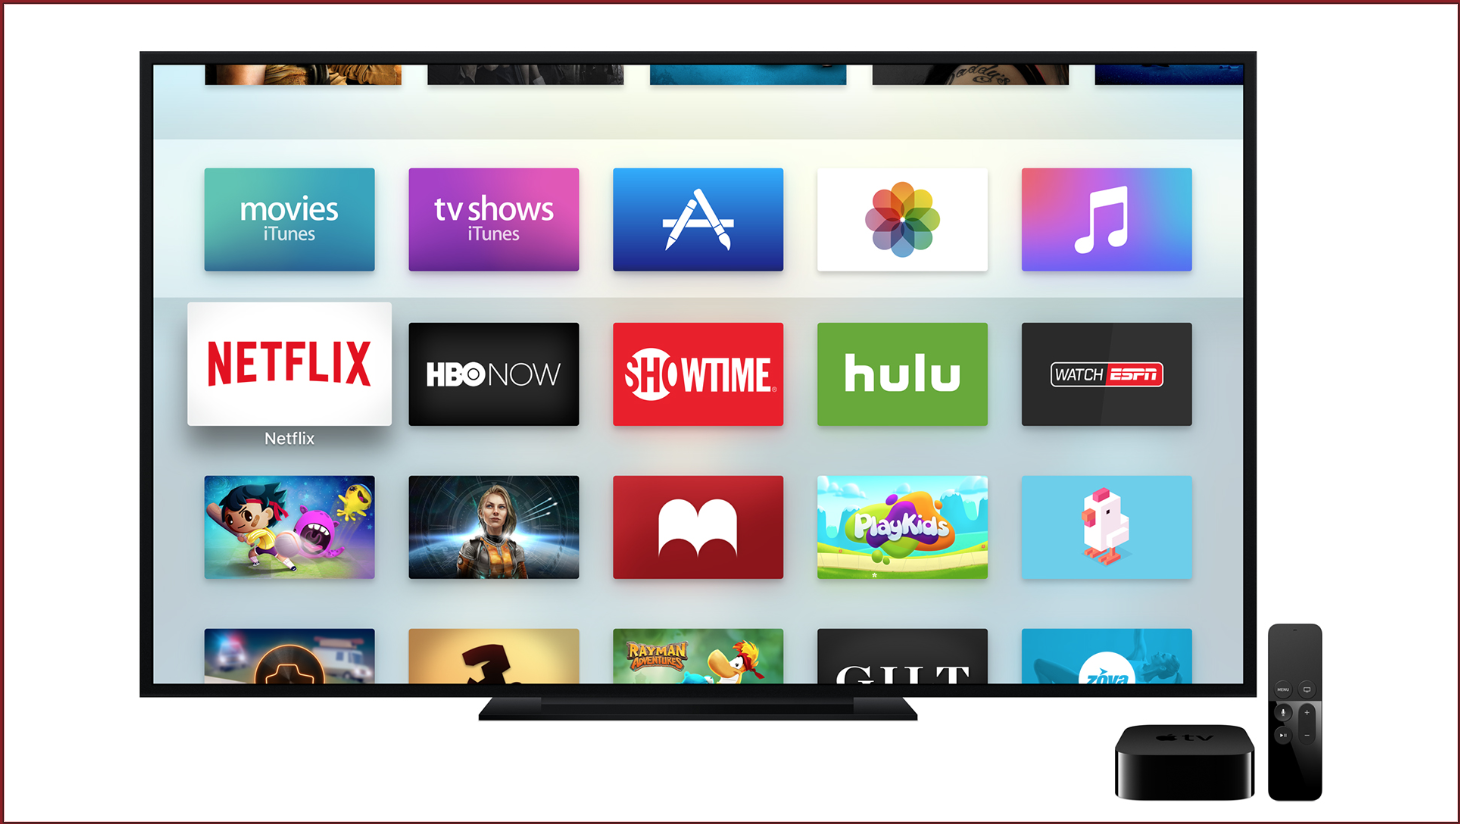 Daddy's
movies
iTunes
tv shows
iTunes
NETFLIX
HBO NOW
SHOWTIME
hulu
WATCH ESPN
Netflix
PlayKids
RAYMAN
ADVENTURES
GILT
zova
MENU
tv